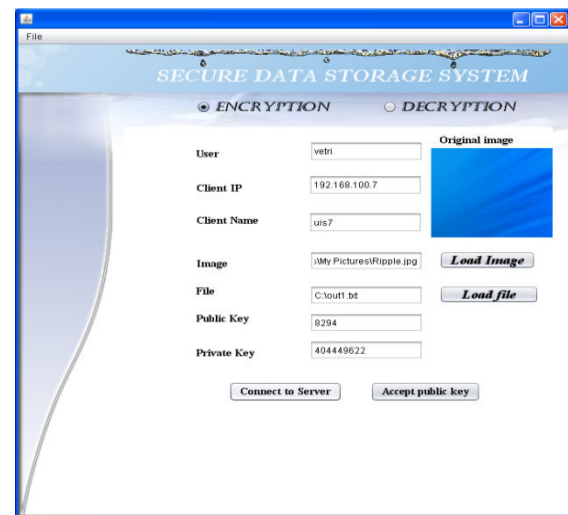 File
SECURE DATA STORAGE SYSTEM
ENCRYPTION DECRYPTION
Original image
User vetri
Client IP 192.168.100.7
Client Name uis7
Image :\My Pictures\Ripple.jpg Load Image
File C:\out1.txt Load file
Public Key 8294
Private Key 404449622
Connect to Server Accept public key